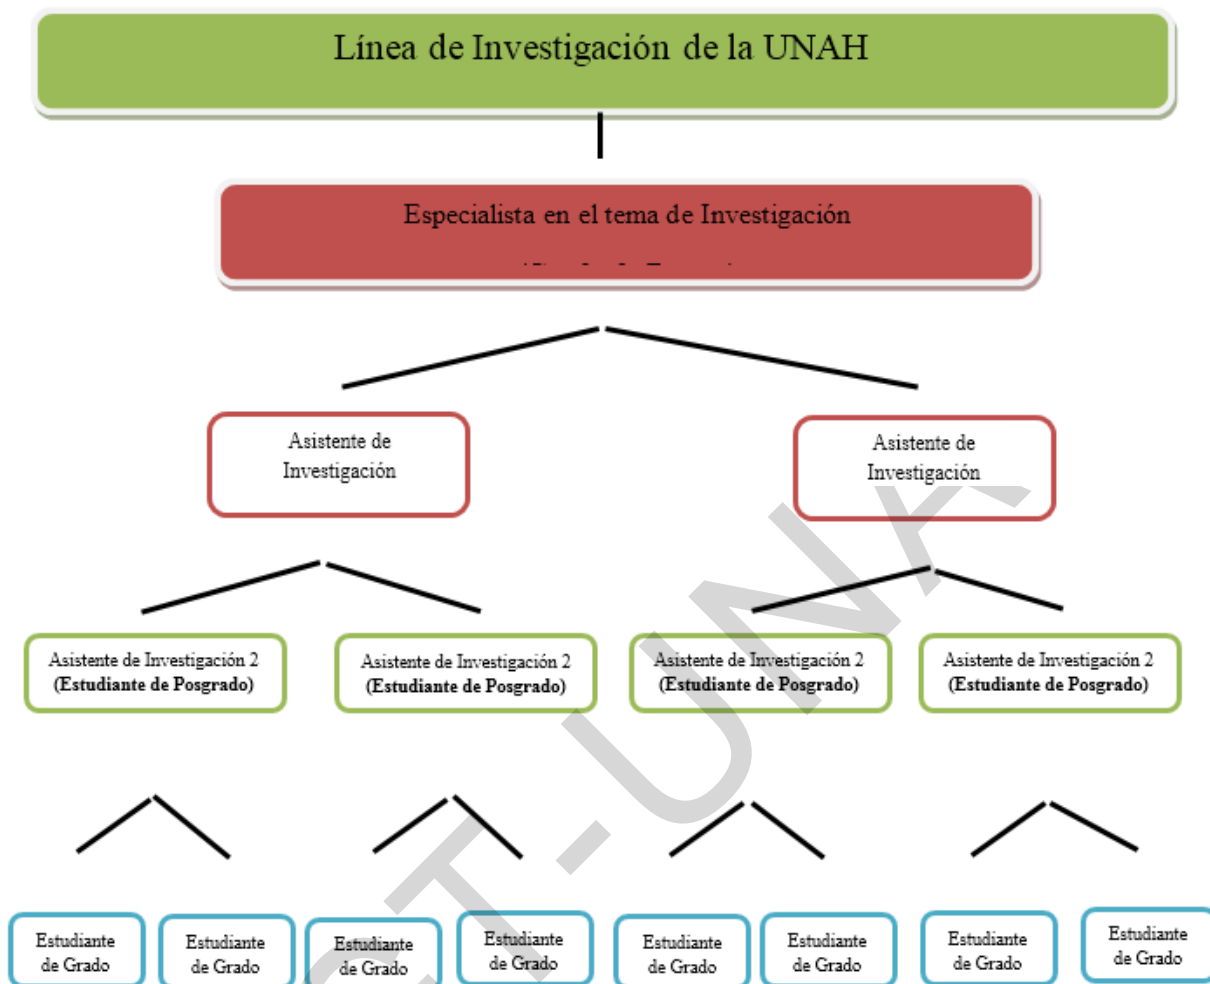 Línea de Investigación de la UNAH
Especialista en el tema de Investigación
Asistente de
Investigación
Asistente de
Investigación
Asistente de Investigación 2
(Estudiante de Posgrado)
Asistente de Investigación 2
(Estudiante de Posgrado)
Asistente de Investigación 2
(Estudiante de Posgrado)
Asistente de Investigación 2
(Estudiante de Posgrado)
Estudiante
de Grado
Estudiante
de Grado
Estudiante
de Grado
Estudiante
de Grado
Estudiante
de Grado
Estudiante
de Grado
Estudiante
de Grado
Estudiante
de Grado